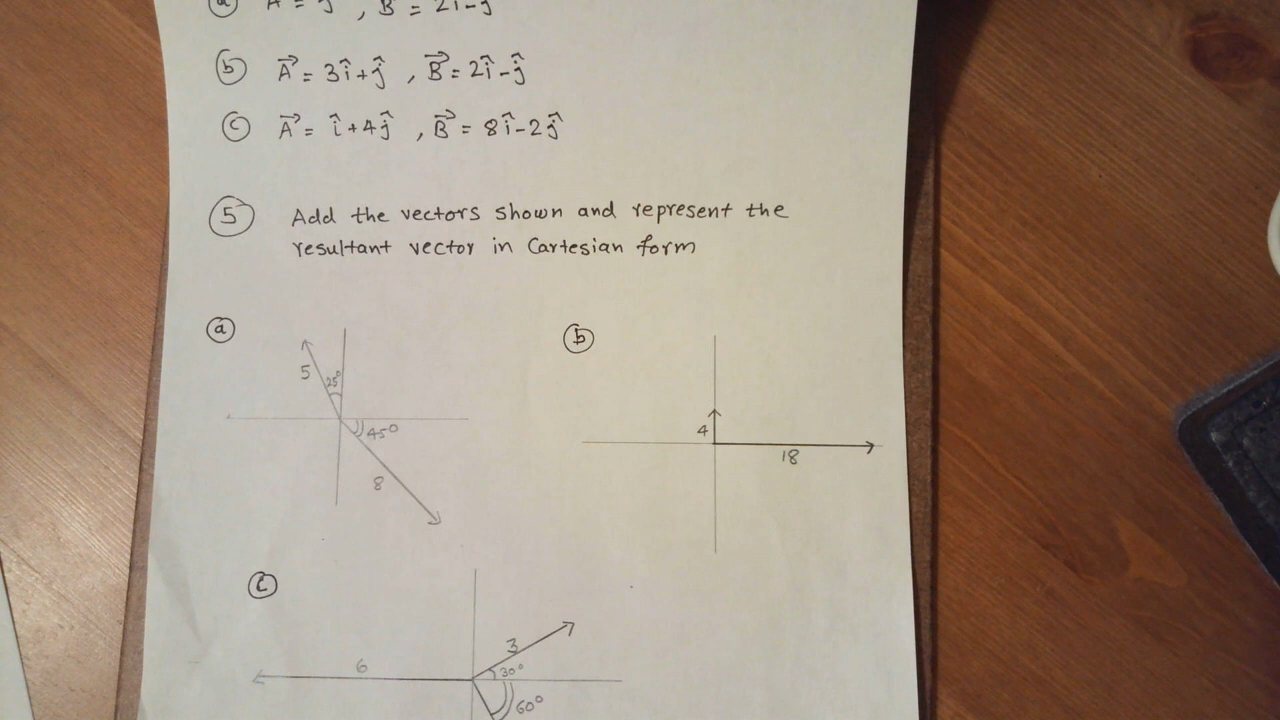 ⓐ A = ĵ , B = 2î-ĵ
ⓑ A⃗ = 3î+ĵ , B⃗ = 2î-ĵ
ⓒ A⃗ = î+4ĵ , B⃗ = 8î-2ĵ
⑤ Add the vectors shown and represent the
resultant vector in Cartesian form
ⓐ
5
25°
45°
8
ⓑ
4
18
ⓒ
6
3
30°
60°